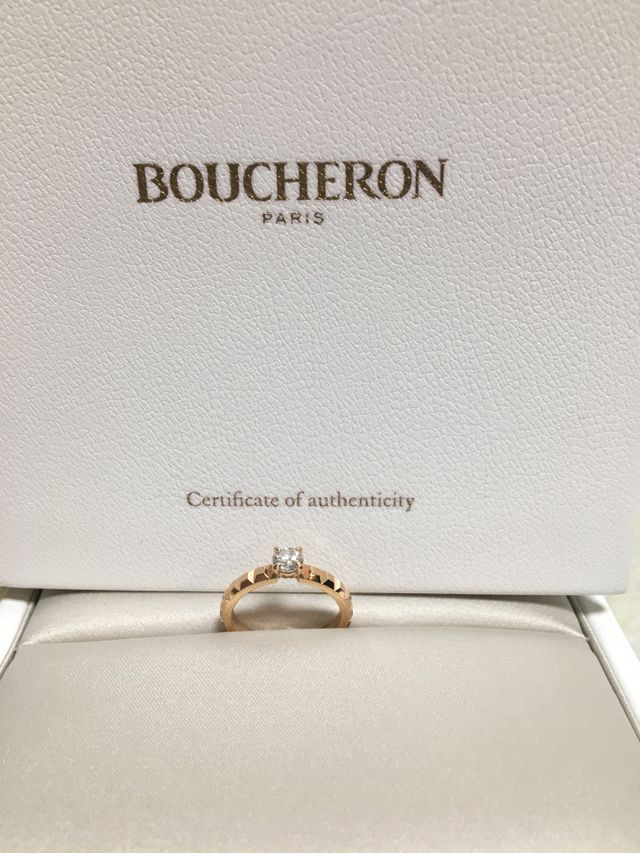 BOUCHERON
PARIS
Certificate of authenticity